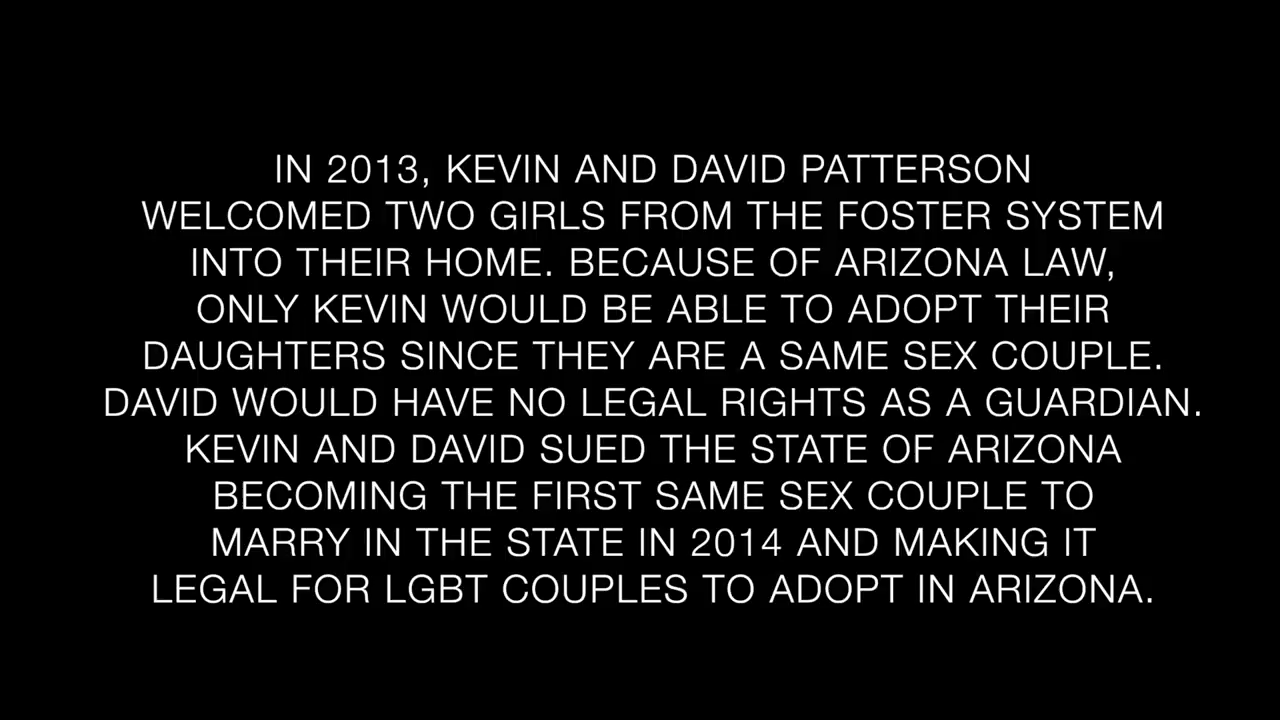 IN 2013, KEVIN AND DAVID PATTERSON
WELCOMED TWO GIRLS FROM THE FOSTER SYSTEM
INTO THEIR HOME. BECAUSE OF ARIZONA LAW,
ONLY KEVIN WOULD BE ABLE TO ADOPT THEIR
DAUGHTERS SINCE THEY ARE A SAME SEX COUPLE.
DAVID WOULD HAVE NO LEGAL RIGHTS AS A GUARDIAN.
KEVIN AND DAVID SUED THE STATE OF ARIZONA
BECOMING THE FIRST SAME SEX COUPLE TO
MARRY IN THE STATE IN 2014 AND MAKING IT
LEGAL FOR LGBT COUPLES TO ADOPT IN ARIZONA.